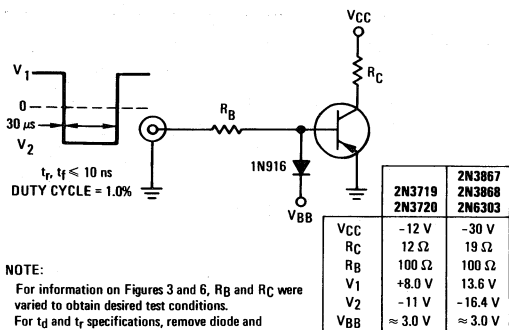 VCC
RC
V1
0
30 μs
V2
RB
1N916
VBB
tr, tf ⩽ 10 ns
DUTY CYCLE = 1.0%
2N3719
2N3720
2N3867
2N3868
2N6303
VCC -12 V -30 V
RC 12 Ω 19 Ω
RB 100 Ω 100 Ω
V1 +8.0 V 13.6 V
V2 -11 V -16.4 V
VBB ≈ 3.0 V ≈ 3.0 V
NOTE:
For information on Figures 3 and 6, RB and RC were
varied to obtain desired test conditions.
For td and tr specifications, remove diode and